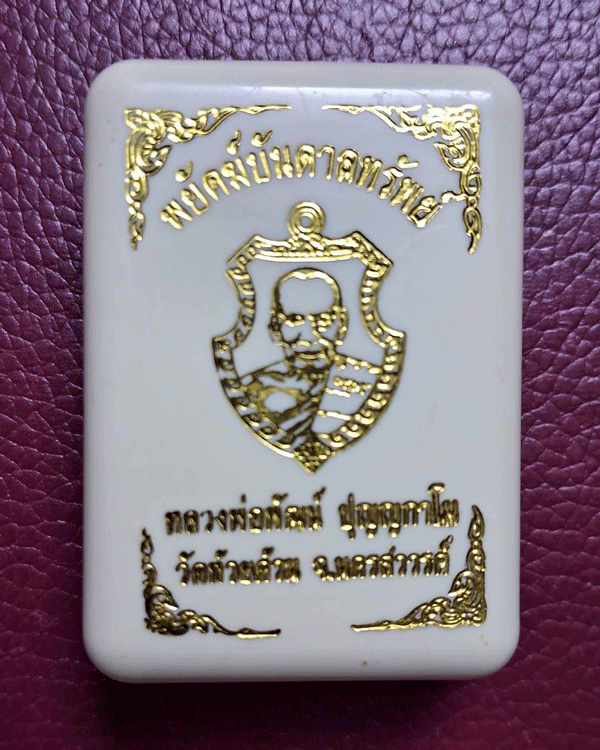 พยัคฆ์บันดาลทรัพย์
หลวงพ่อพัฒน์ ปุญญกาโม
วัดห้วยด้วน จ.นครสวรรค์